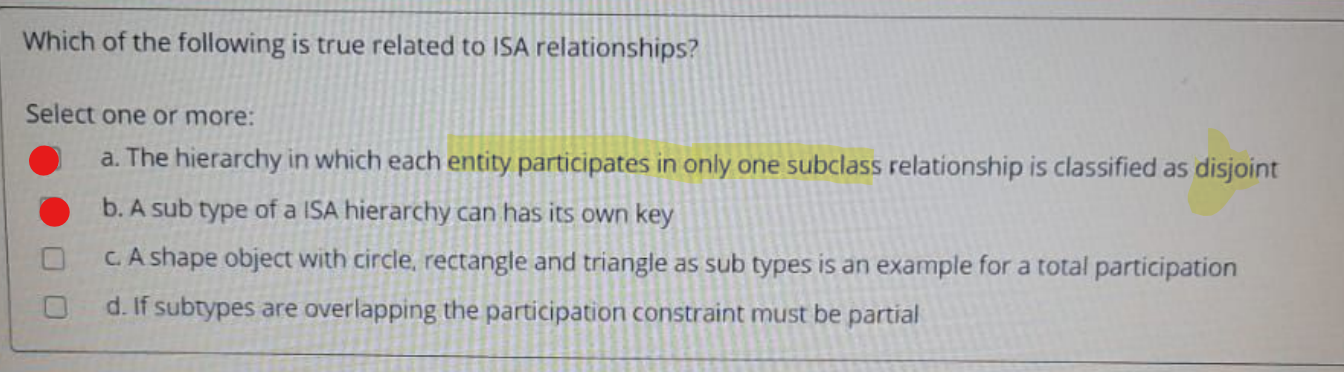 Which of the following is true related to ISA relationships?
Select one or more:
a. The hierarchy in which each entity participates in only one subclass relationship is classified as disjoint
b. A sub type of a ISA hierarchy can has its own key
c. A shape object with circle, rectangle and triangle as sub types is an example for a total participation
d. If subtypes are overlapping the participation constraint must be partial